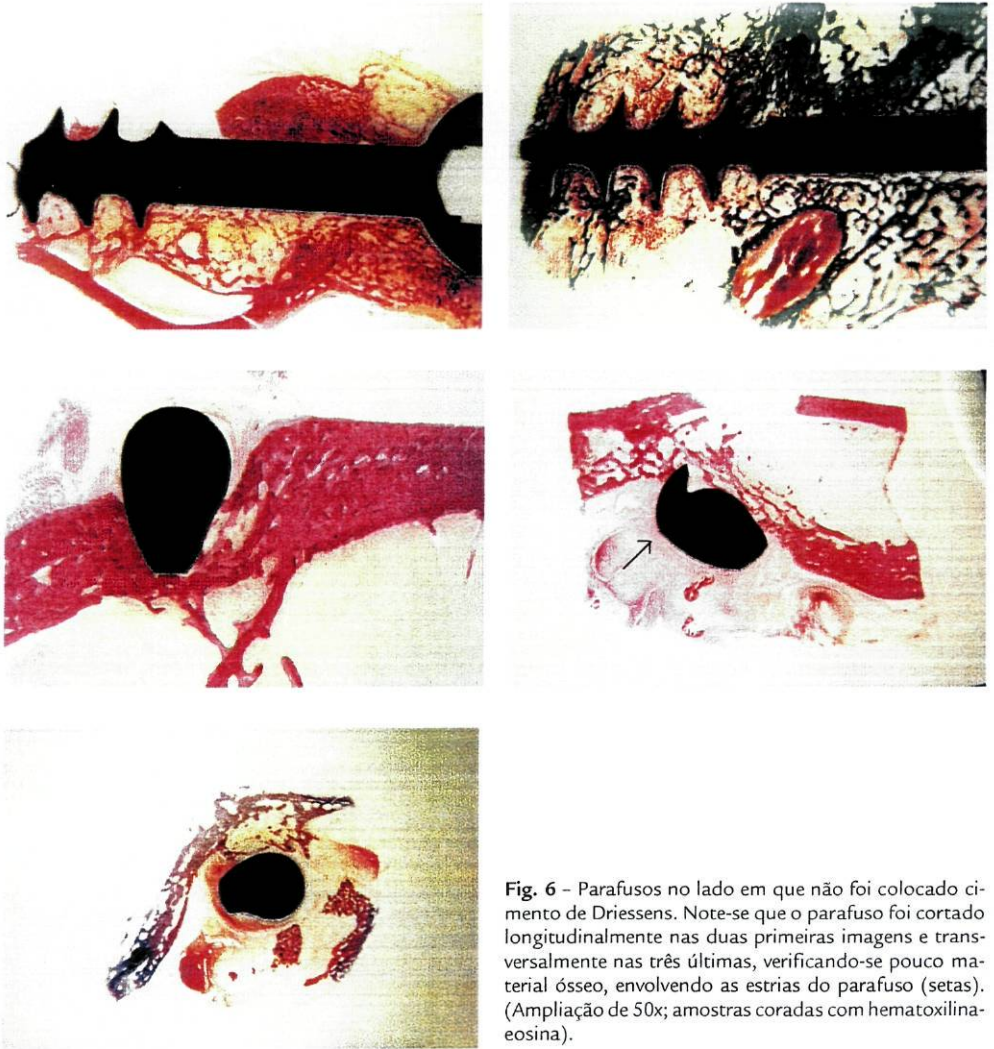 Fig. 6 – Parafusos no lado em que não foi colocado ci-
mento de Driessens. Note-se que o parafuso foi cortado
longitudinalmente nas duas primeiras imagens e trans-
versalmente nas três últimas, verificando-se pouco ma-
terial ósseo, envolvendo as estrias do parafuso (setas).
(Ampliação de 50x; amostras coradas com hematoxilina-
eosina).